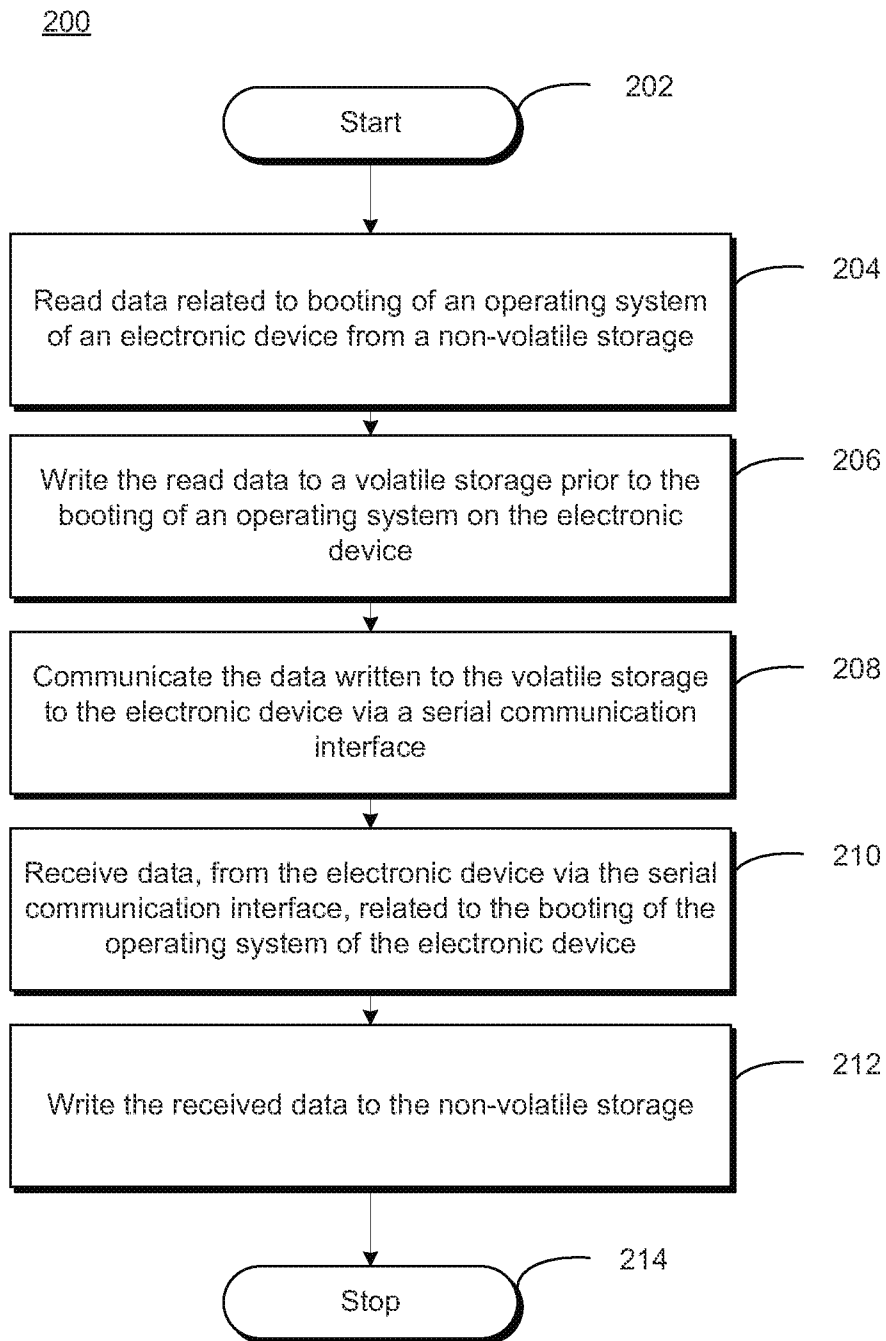 200
202
Start
204
Read data related to booting of an operating system
of an electronic device from a non-volatile storage
206
Write the read data to a volatile storage prior to the
booting of an operating system on the electronic
device
208
Communicate the data written to the volatile storage
to the electronic device via a serial communication
interface
210
Receive data, from the electronic device via the serial
communication interface, related to the booting of the
operating system of the electronic device
212
Write the received data to the non-volatile storage
214
Stop